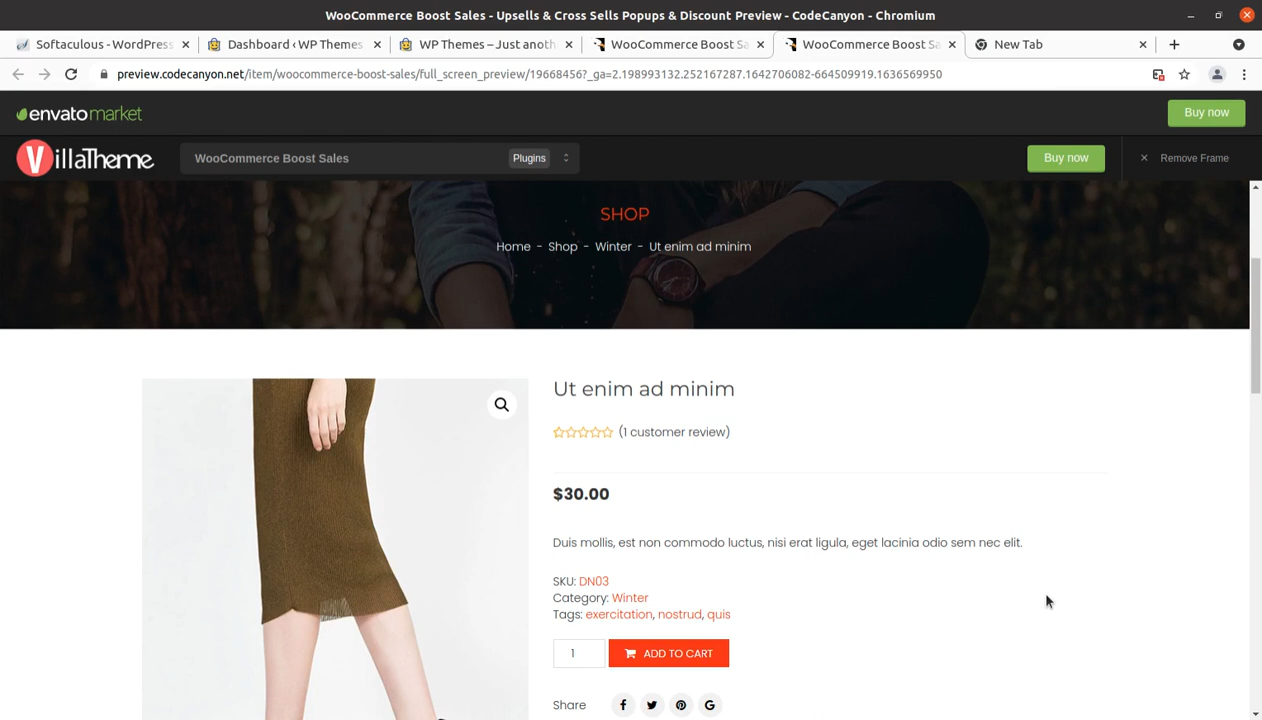 WooCommerce Boost Sales - Upsells & Cross Sells Popups & Discount Preview - CodeCanyon - Chromium
Softaculous - WordPress
Dashboard ‹ WP Themes
WP Themes – Just anoth
WooCommerce Boost Sa
WooCommerce Boost Sa
New Tab
preview.codecanyon.net/item/woocommerce-boost-sales/full_screen_preview/19668456?_ga=2.198993132.252167287.1642706082-664509919.1636569950
envatomarket
Buy now
VillaTheme
WooCommerce Boost Sales
Plugins
Buy now
× Remove Frame
SHOP
Home - Shop - Winter - Ut enim ad minim
Ut enim ad minim
(1 customer review)
$30.00
Duis mollis, est non commodo luctus, nisi erat ligula, eget lacinia odio sem nec elit.
SKU: DN03
Category: Winter
Tags: exercitation, nostrud, quis
1
ADD TO CART
Share